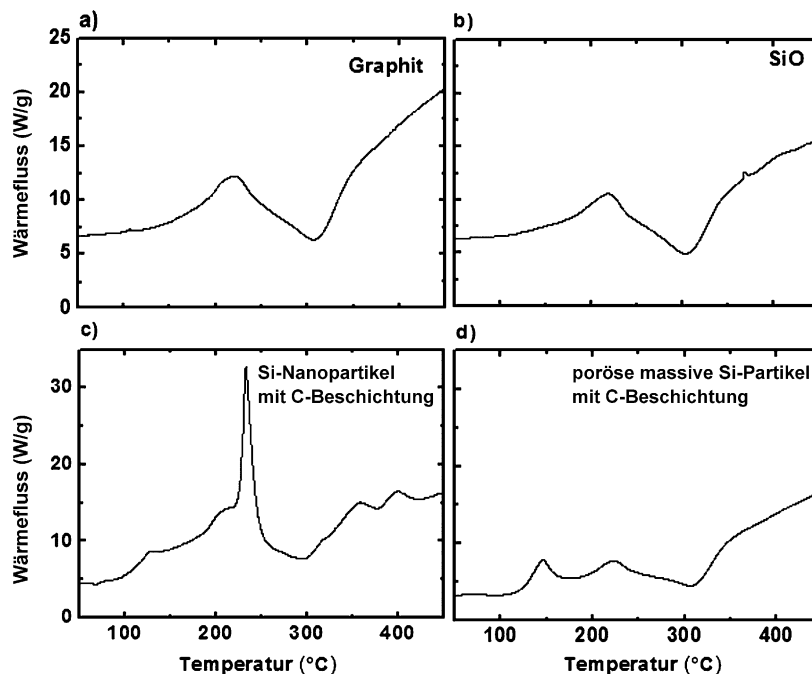 a)
b)
25
20
15
10
5
0
Wärmefluss (W/g)
Graphit
SiO
c)
d)
30
20
10
0
Wärmefluss (W/g)
Si-Nanopartikel
mit C-Beschichtung
poröse massive Si-Partikel
mit C-Beschichtung
100 200 300 400
100 200 300 400
Temperatur (°C)
Temperatur (°C)